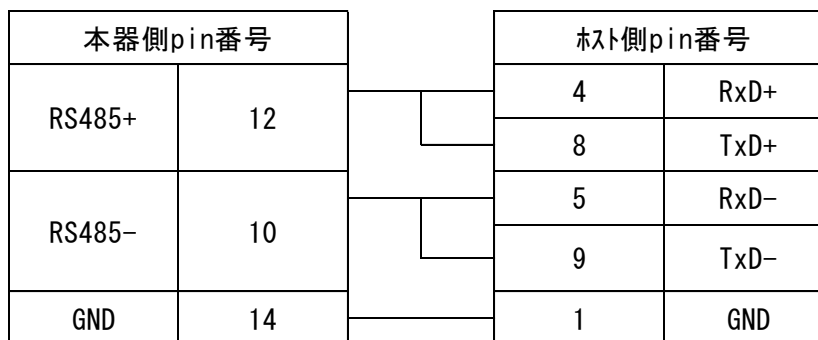 本器側pin番号 ﾎｽﾄ側pin番号
RS485+ 12 4 RxD+
8 TxD+
RS485- 10 5 RxD-
9 TxD-
GND 14 1 GND